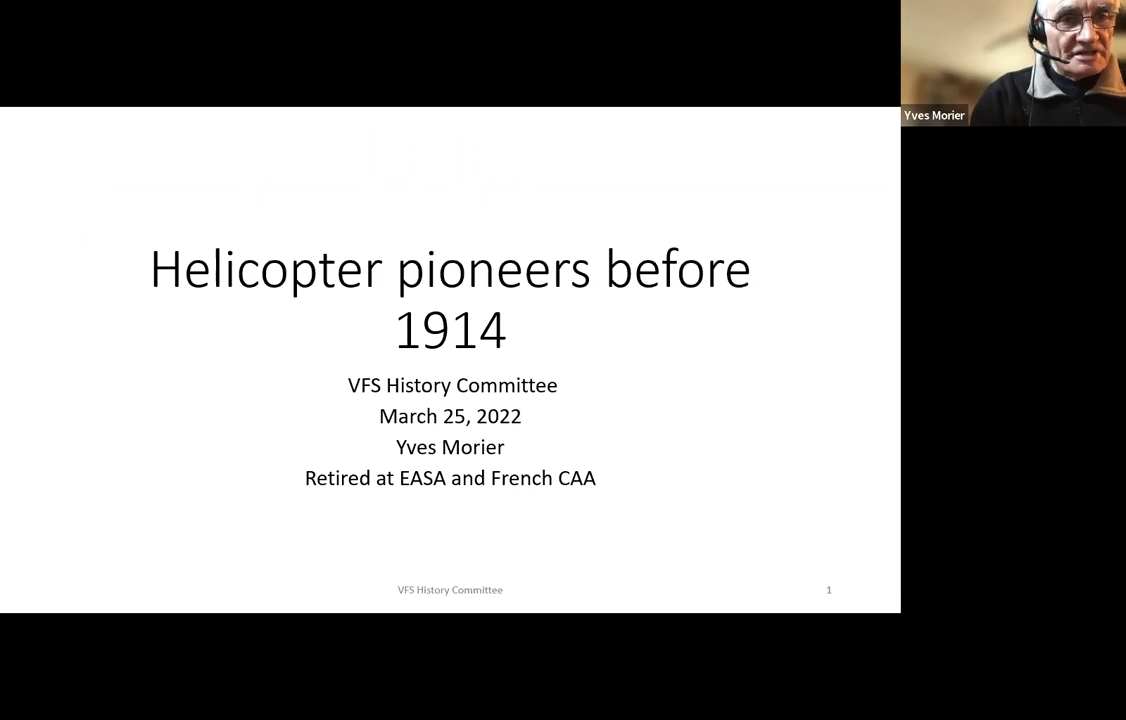 Yves Morier
Helicopter pioneers before
1914
VFS History Committee
March 25, 2022
Yves Morier
Retired at EASA and French CAA
VFS History Committee
1